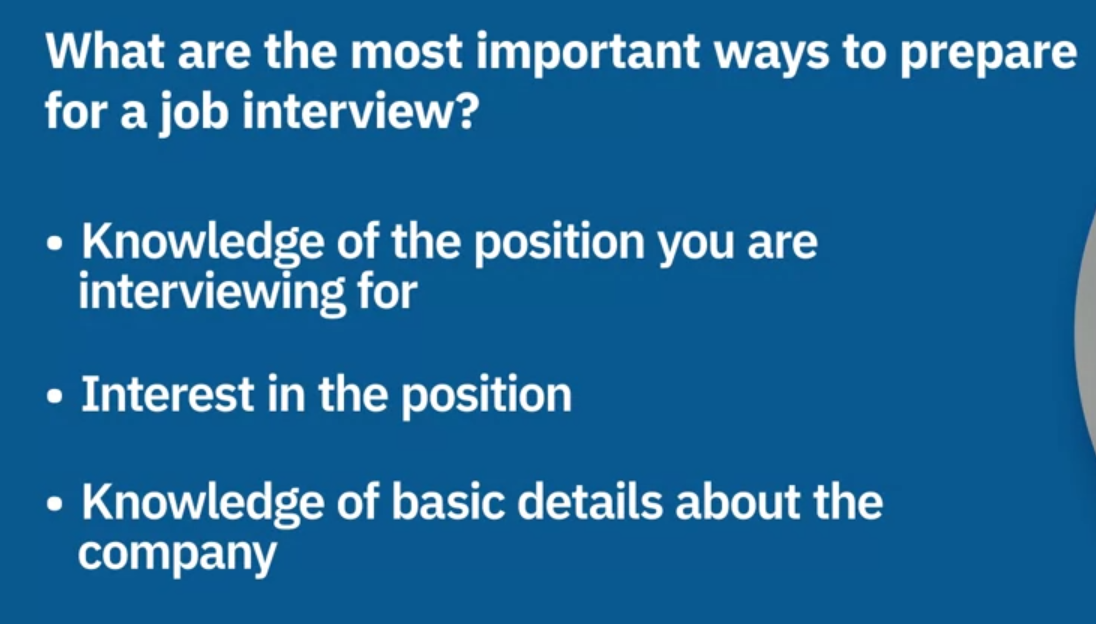 What are the most important ways to prepare
for a job interview?
• Knowledge of the position you are
interviewing for
• Interest in the position
• Knowledge of basic details about the
company